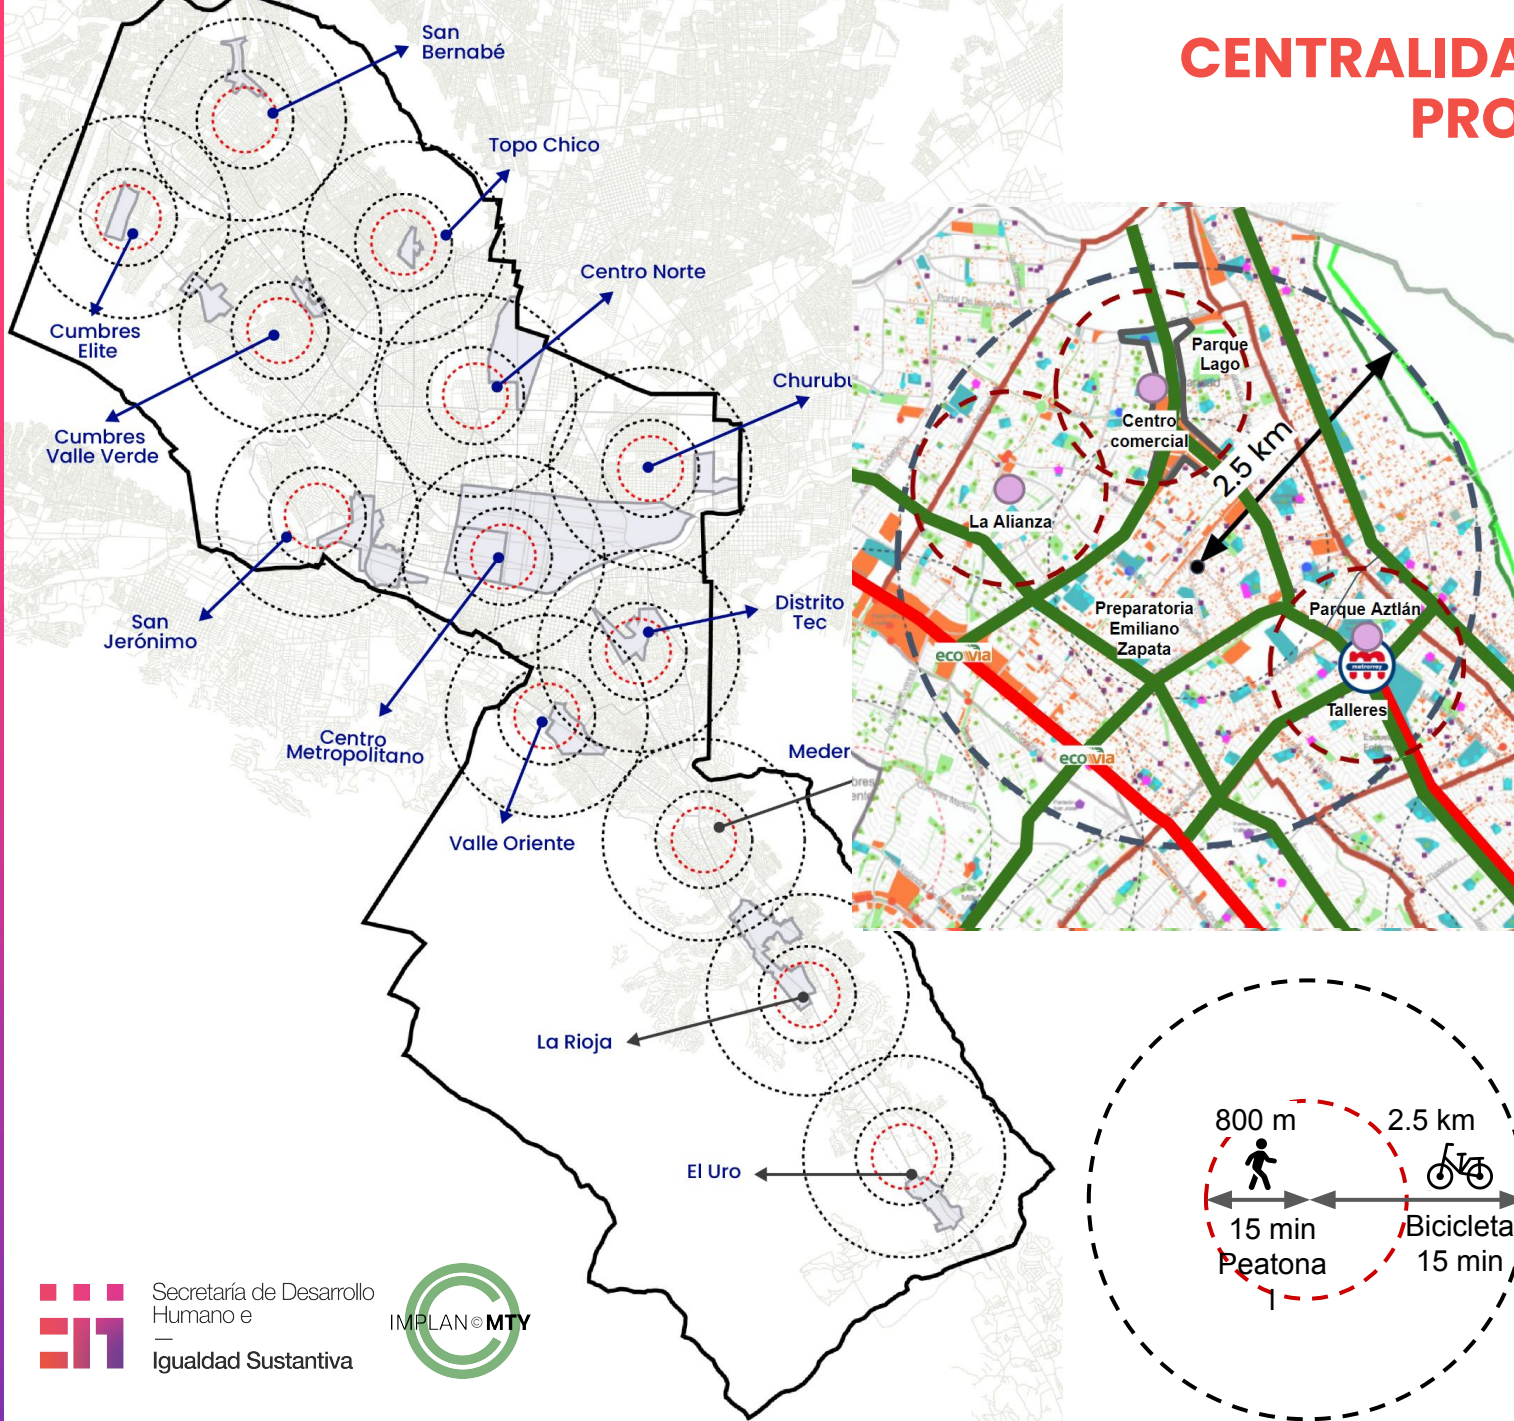 CENTRALIDA
PRO
San
Bernabé
Topo Chico
Centro Norte
Cumbres
Elite
Churubu
Cumbres
Valle Verde
San
Jerónimo
Distrito
Tec
Centro
Metropolitano
Meder
Valle Oriente
La Rioja
El Uro
Parque
Lago
Centro
comercial
2.5 km
La Alianza
Preparatoria
Emiliano
Zapata
Parque Aztlán
ecovía
metrorrey
Talleres
ecovía
800 m
2.5 km
15 min
Peatona
l
Bicicleta
15 min
Secretaría de Desarrollo
Humano e
—
Igualdad Sustantiva
IMPLAN©MTY